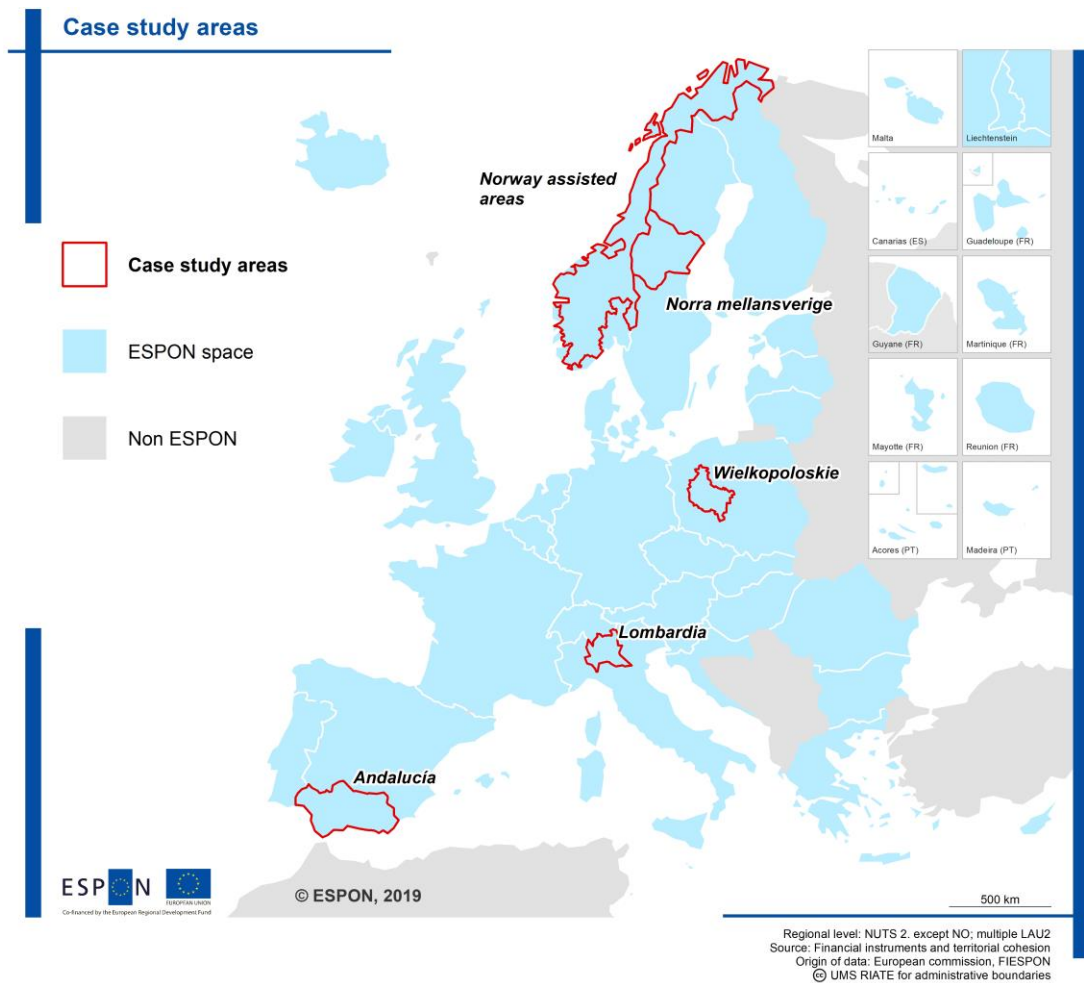 Case study areas
Norway assisted
areas
Case study areas
Norra mellansverige
ESPON space
Non ESPON
Wielkopoloskie
Lombardia
Andalucía
Malta
Liechtenstein
Canarias (ES)
Guadeloupe (FR)
Guyane (FR)
Martinique (FR)
Mayotte (FR)
Reunion (FR)
Acores (PT)
Madeira (PT)
ESPON
EUROPEAN UNION
Co-financed by the European Regional Development Fund
© ESPON, 2019
500 km
Regional level: NUTS 2. except NO; multiple LAU2
Source: Financial instruments and territorial cohesion
Origin of data: European commission, FIESPON
cc UMS RIATE for administrative boundaries